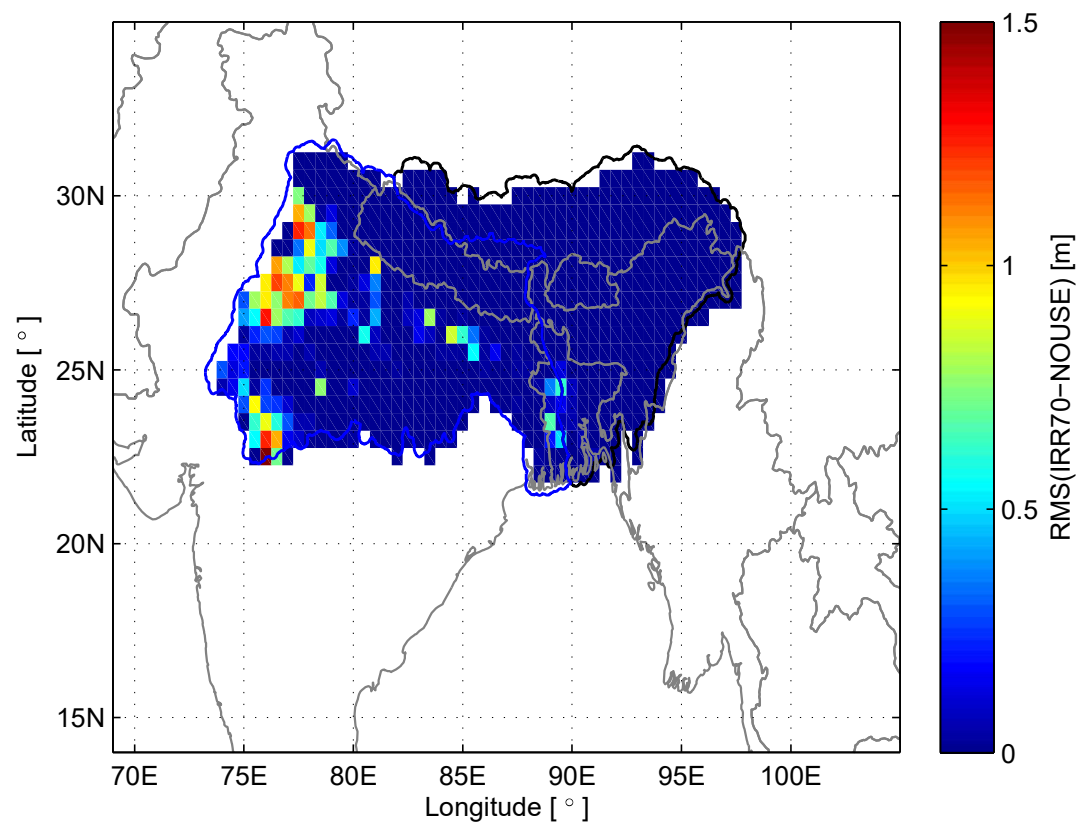 30N
25N
20N
15N
Latitude [ ° ]
70E 75E 80E 85E 90E 95E 100E
Longitude [ ° ]
1.5
1
0.5
0
RMS(IRR70−NOUSE) [m]